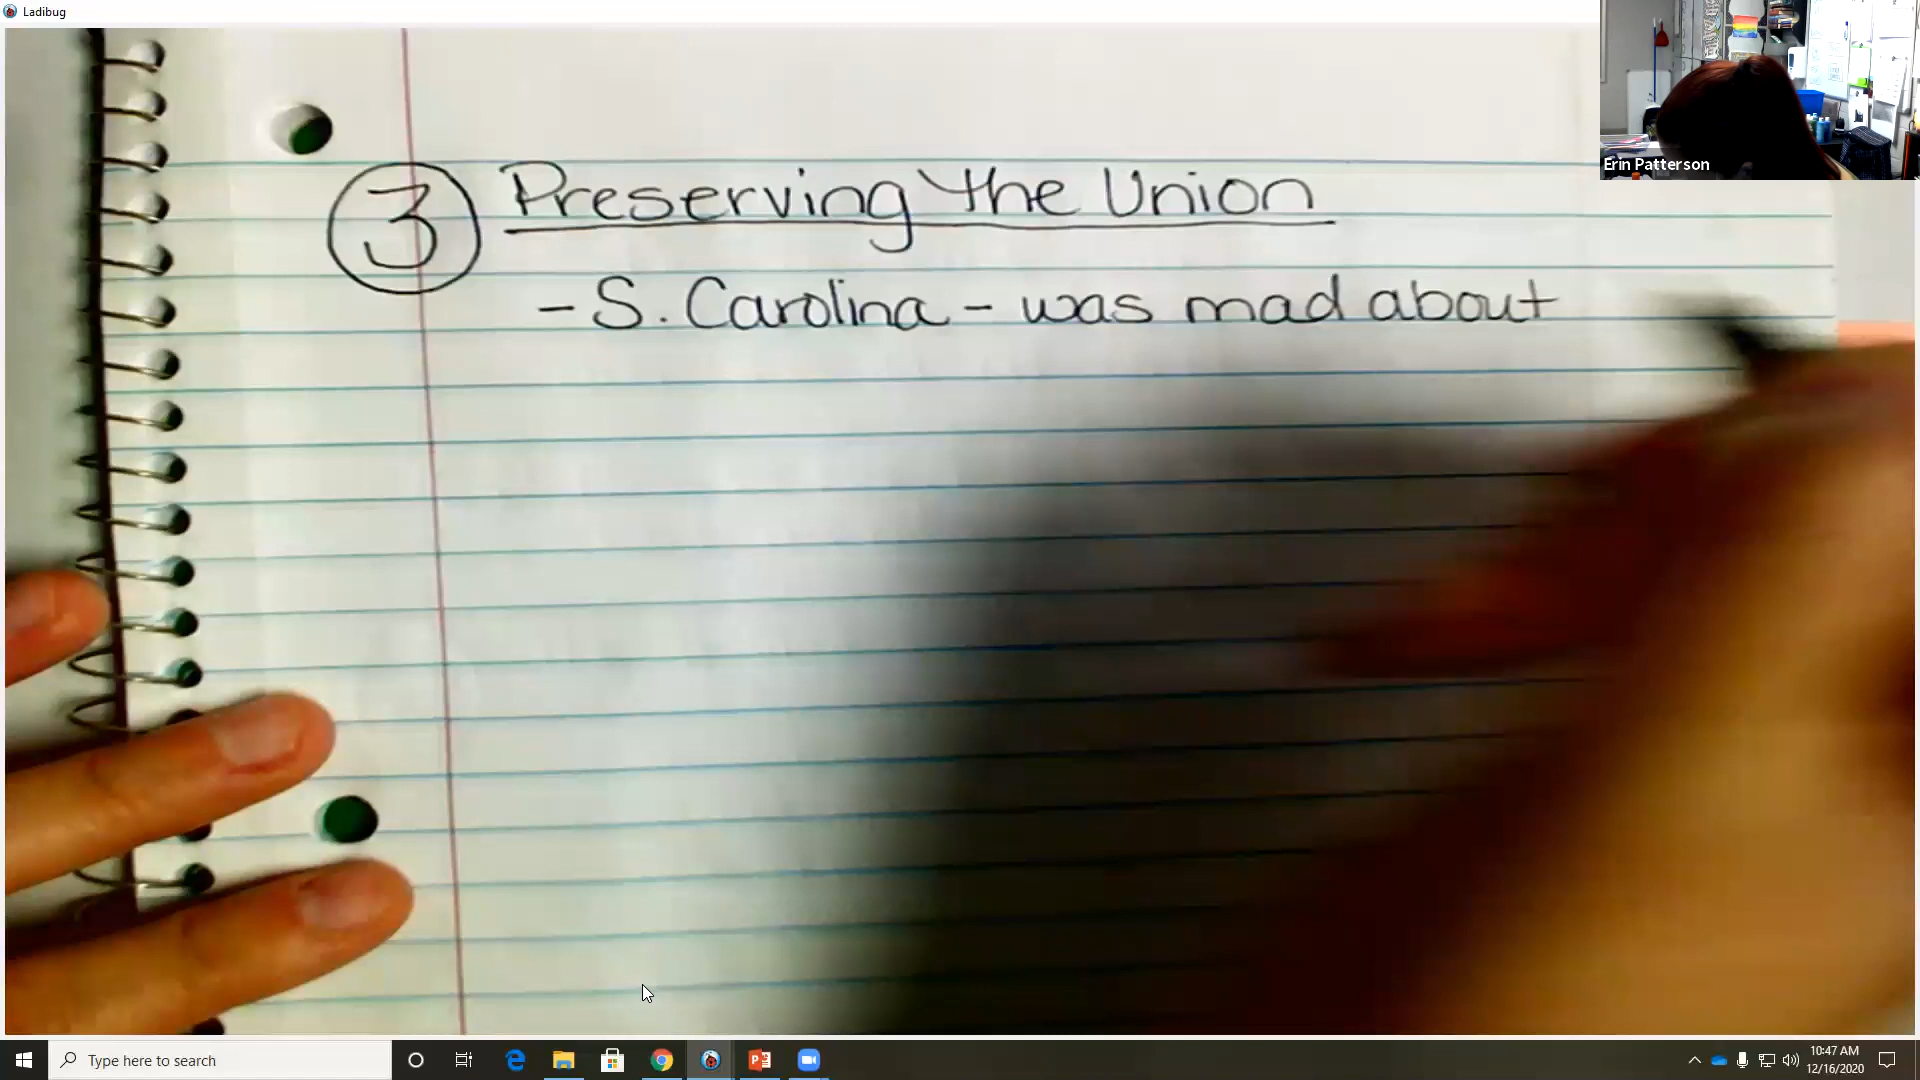 Ladibug
Erin Patterson
3 Preserving the Union
- S. Carolina - was mad about
Type here to search
10:47 AM
12/16/2020